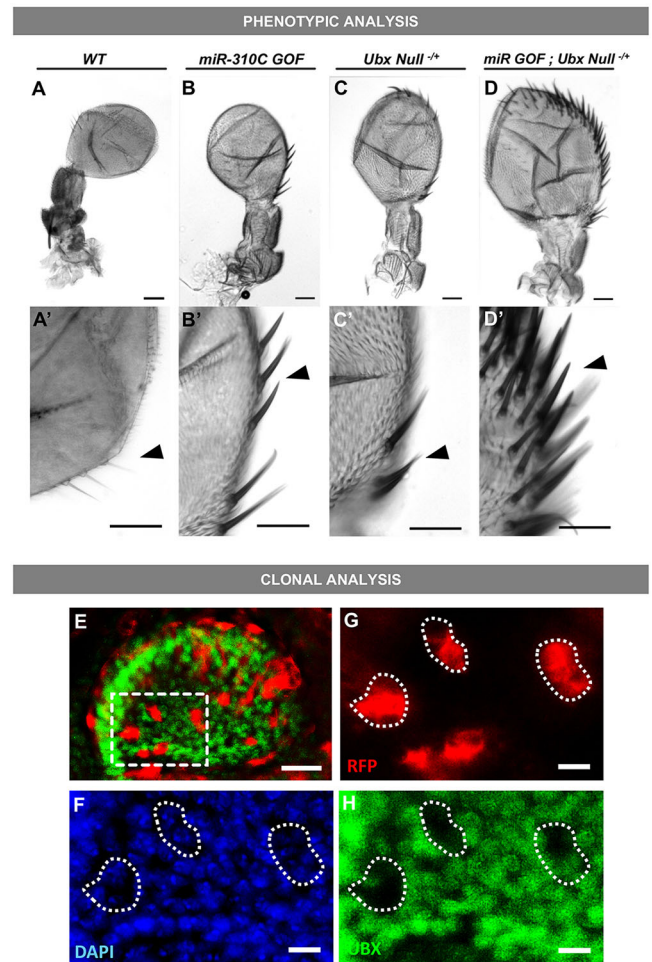 PHENOTYPIC ANALYSIS
WT
miR-310C GOF
Ubx Null -/+
miR GOF ; Ubx Null -/+
A
B
C
D
A'
B'
C'
D'
CLONAL ANALYSIS
E
G
RFP
F
DAPI
H
UBX